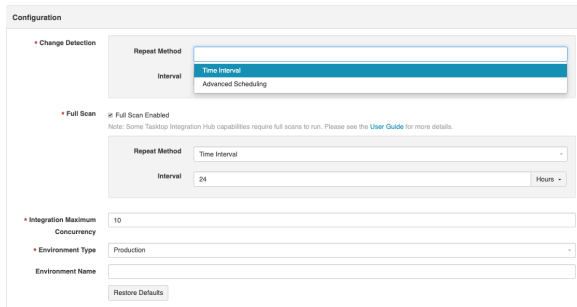 Configuration
* Change Detection
Repeat Method
Time Interval
Advanced Scheduling
Interval
* Full Scan
Full Scan Enabled
Note: Some Tasktop Integration Hub capabilities require full scans to run. Please see the User Guide for more details.
Repeat Method Time Interval
Interval 24 Hours
* Integration Maximum Concurrency 10
* Environment Type Production
Environment Name
Restore Defaults